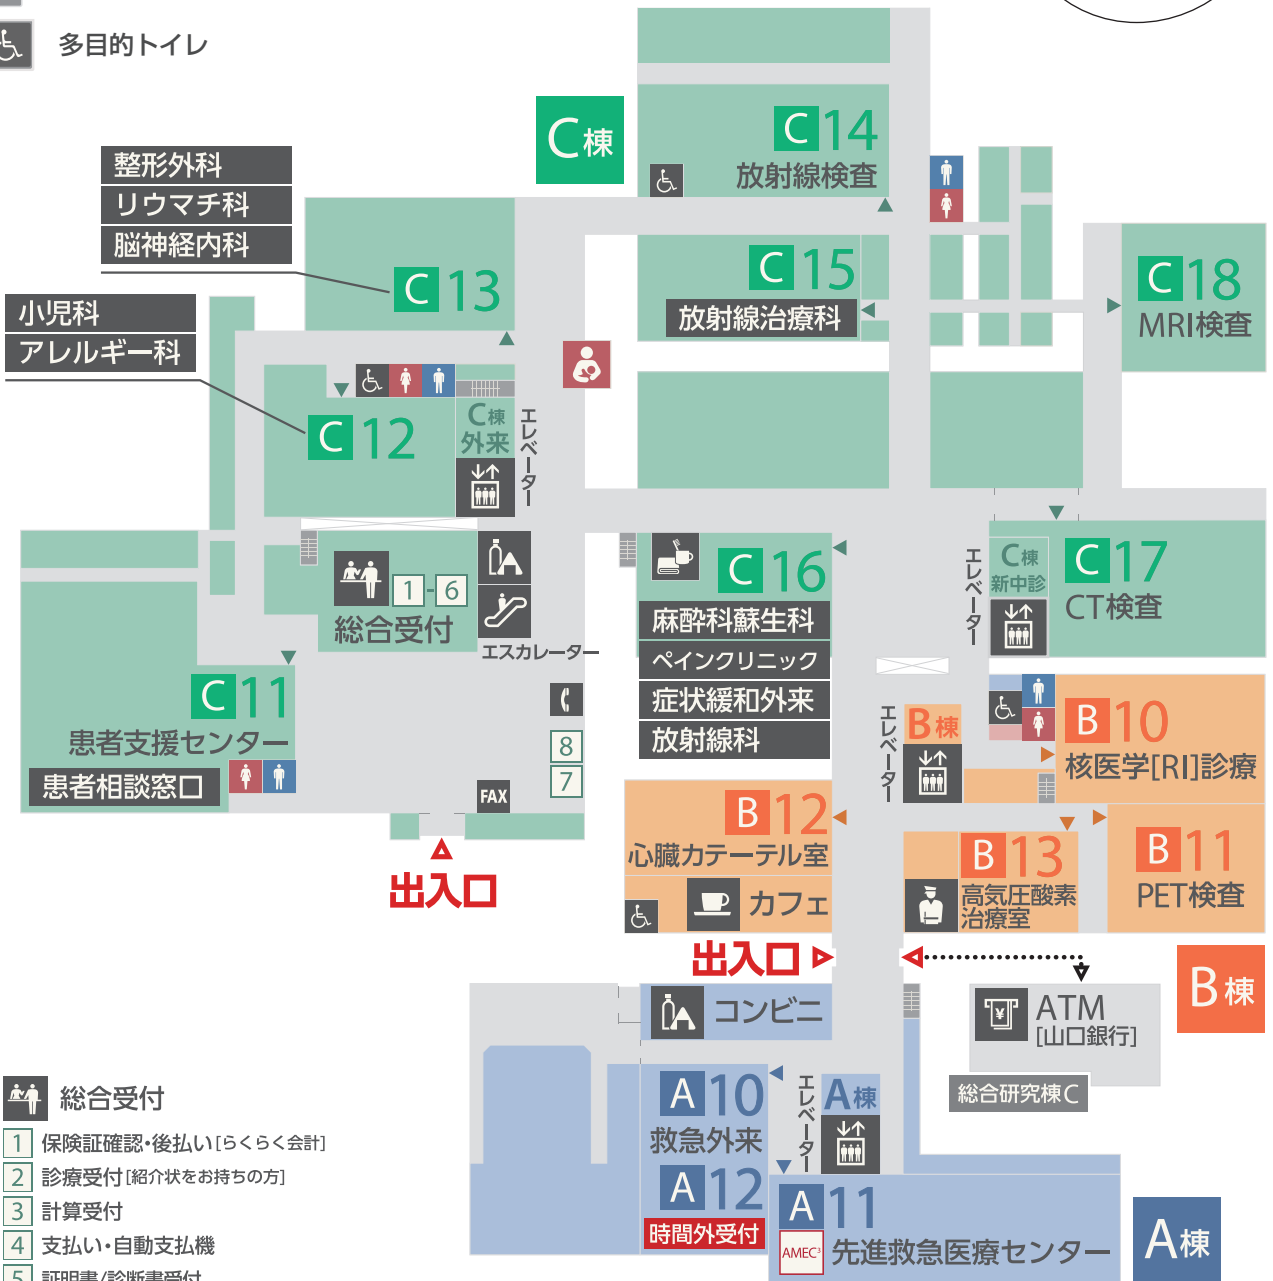 多目的トイレ
C棟
C14
放射線検査
整形外科
リウマチ科
脳神経内科
C13
C15
放射線治療科
C18
MRI検査
小児科
アレルギー科
C12
C棟
外来
エレベーター
1-6
総合受付
エスカレーター
C16
麻酔科蘇生科
ペインクリニック
症状緩和外来
放射線科
エレベーター
C棟
新中診
C17
CT検査
C11
患者支援センター
患者相談窓口
8
7
FAX
出入口
エレベーター
B棟
B10
核医学[RI]診療
B12
心臓カテーテル室
カフェ
B13
高気圧酸素
治療室
B11
PET検査
出入口
B棟
コンビニ
ATM
[山口銀行]
総合研究棟C
A10
救急外来
A12
時間外受付
エレベーター
A棟
A11
AMEC³
先進救急医療センター
A棟
総合受付
1 保険証確認・後払い[らくらく会計]
2 診療受付[紹介状をお持ちの方]
3 計算受付
4 支払い・自動支払機
5 証明書/診断書受付